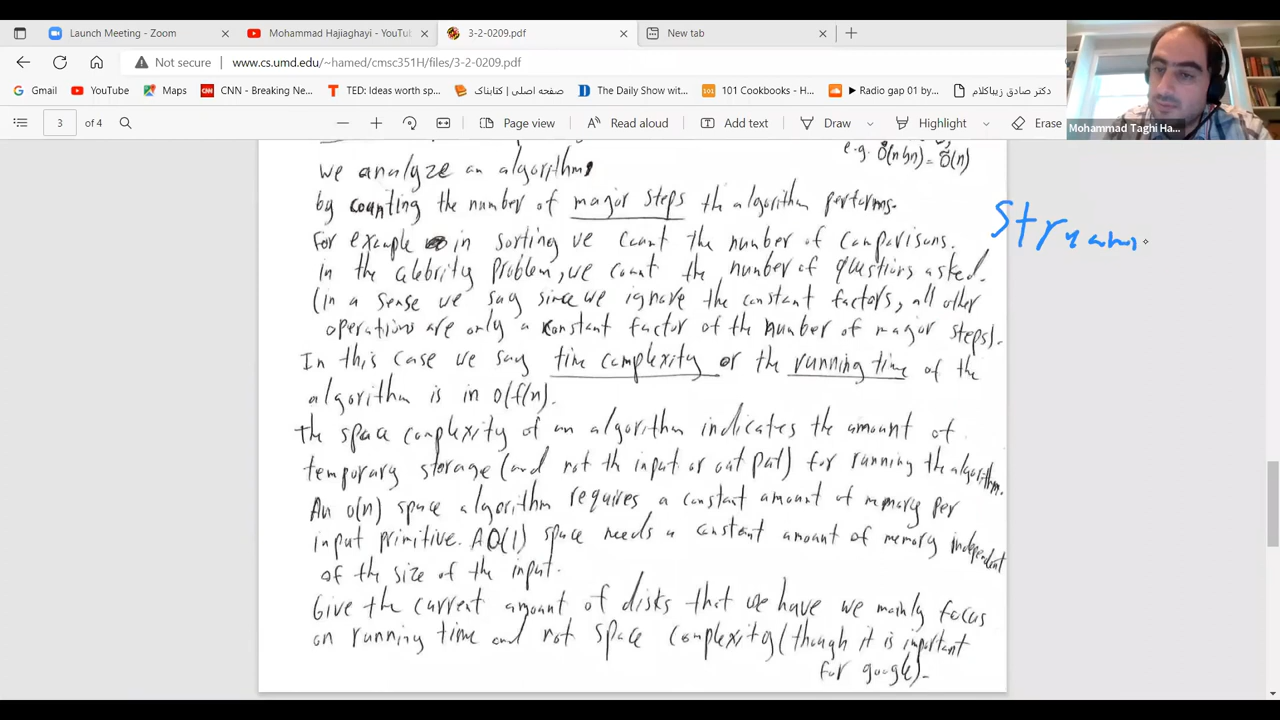 Launch Meeting - Zoom
Mohammad Hajiaghayi - YouTub
3-2-0209.pdf
New tab
Not secure
www.cs.umd.edu/~hamed/cmsc351H/files/3-2-0209.pdf
Gmail
YouTube
Maps
CNN - Breaking Ne...
TED: Ideas worth sp...
صفحه اصلی | کتابناک
The Daily Show wit...
101 Cookbooks - H...
Radio gap 01 by...
دکتر صادق زیباکلام
3 of 4
Page view
Read aloud
Add text
Draw
Highlight
Erase
Mohammad Taghi Ha...
e.g. Õ(n log n) = Õ(n)
we analyze an algorithm
by counting the number of major steps the algorithm performs.
For example in sorting we count the number of comparisons.
in the celebrity problem, we count the number of questions asked.
(in a sense we say since we ignore the constant factors, all other
operations are only a constant factor of the number of major steps).
In this case we say time complexity or the running time of the
algorithm is in O(f(n)).
The space complexity of an algorithm indicates the amount of
temporary storage (and not th input or out put) for running the algorithm.
An O(n) space algorithm requires a constant amount of memory per
input primitive. A O(1) space needs a constant amount of memory independent
of the size of the input.
Give the current amount of disks that we have we mainly focus
on running time and not space complexity (though it is important
for google).